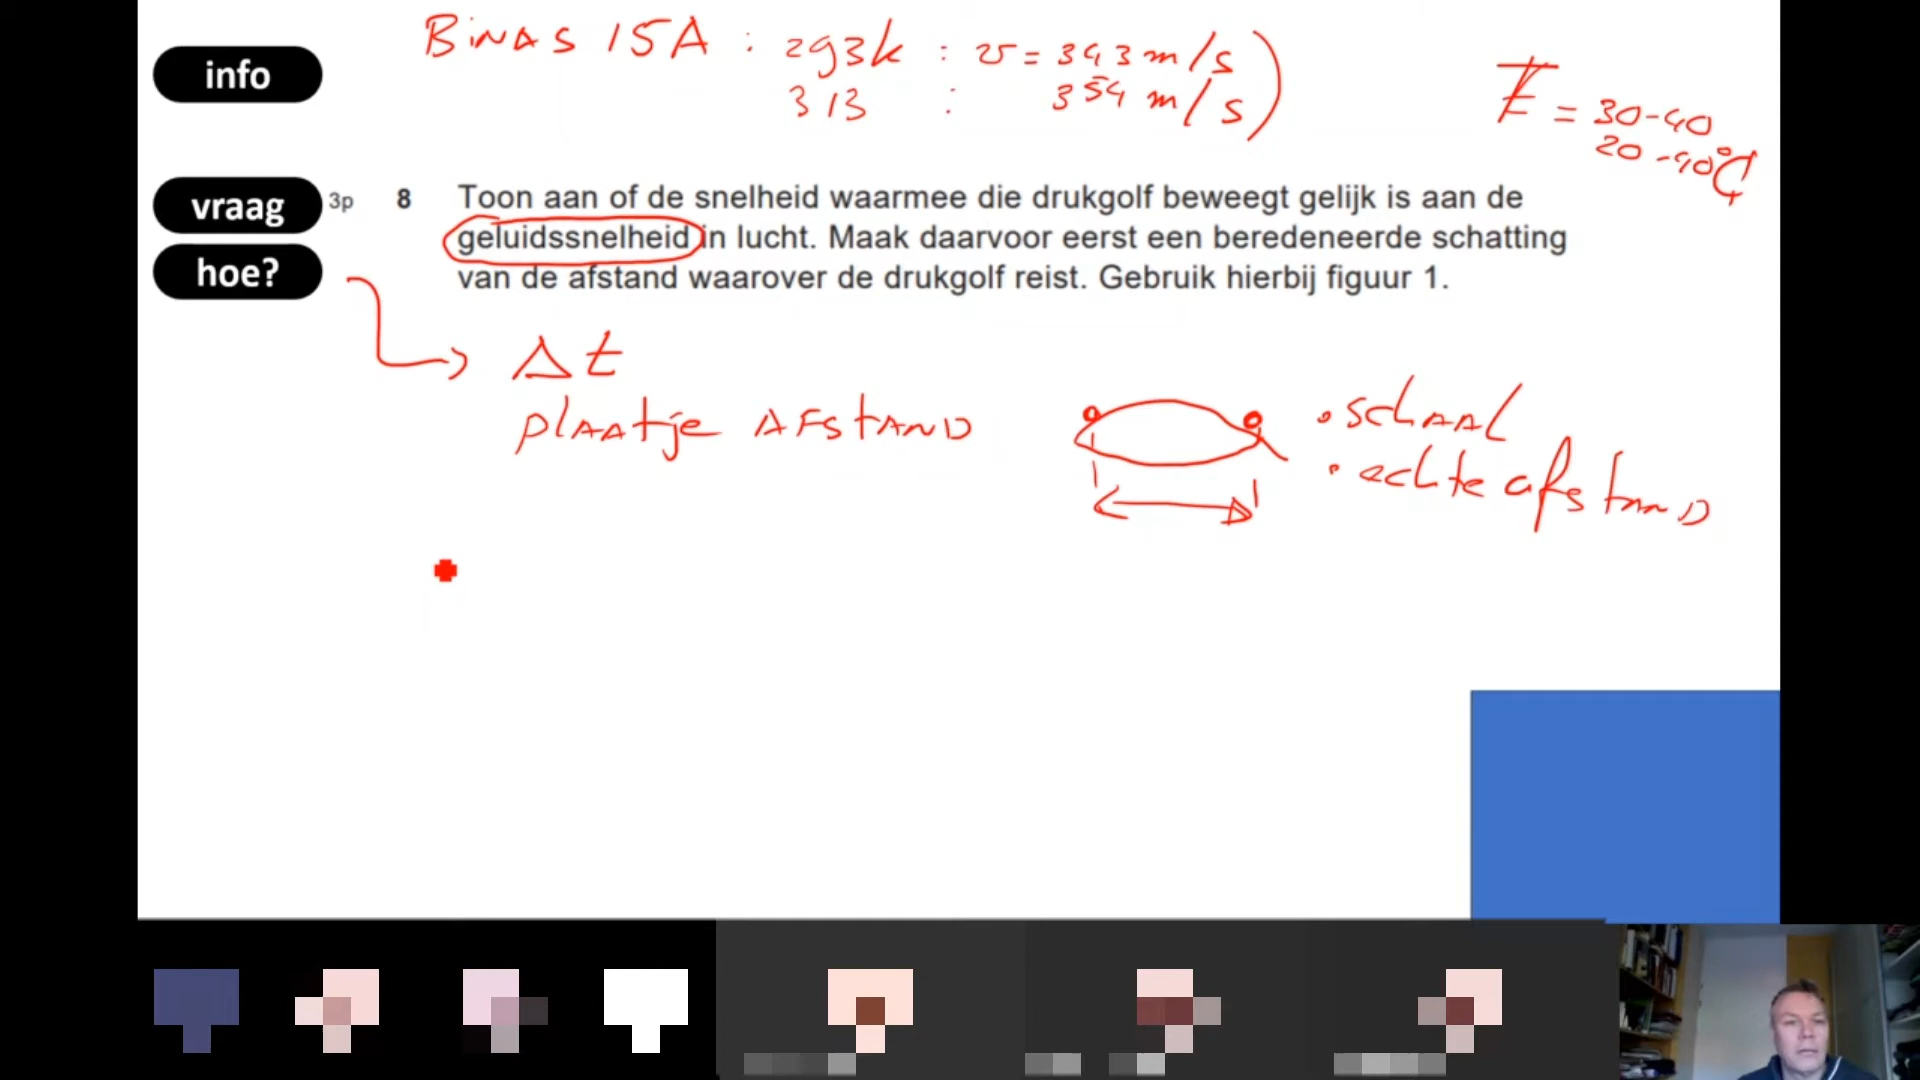 Binas 15A : 293k : v = 343 m/s
313 : 354 m/s
T = 30-40
20-40°C
info
vraag
hoe?
3p 8 Toon aan of de snelheid waarmee die drukgolf beweegt gelijk is aan de
geluidssnelheid in lucht. Maak daarvoor eerst een beredeneerde schatting
van de afstand waarover de drukgolf reist. Gebruik hierbij figuur 1.
Δt
plaatje afstand
• schaal
• echte afstand